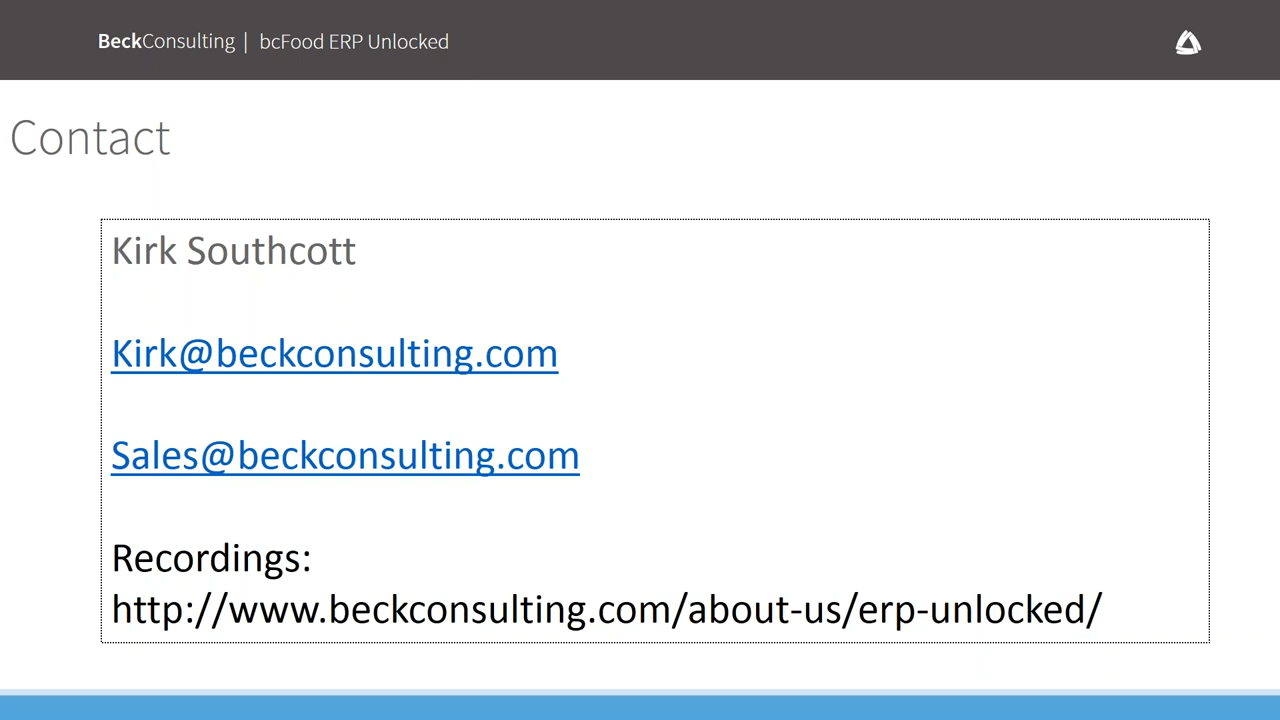 BeckConsulting | bcFood ERP Unlocked
Contact
Kirk Southcott
Kirk@beckconsulting.com
Sales@beckconsulting.com
Recordings:
http://www.beckconsulting.com/about-us/erp-unlocked/